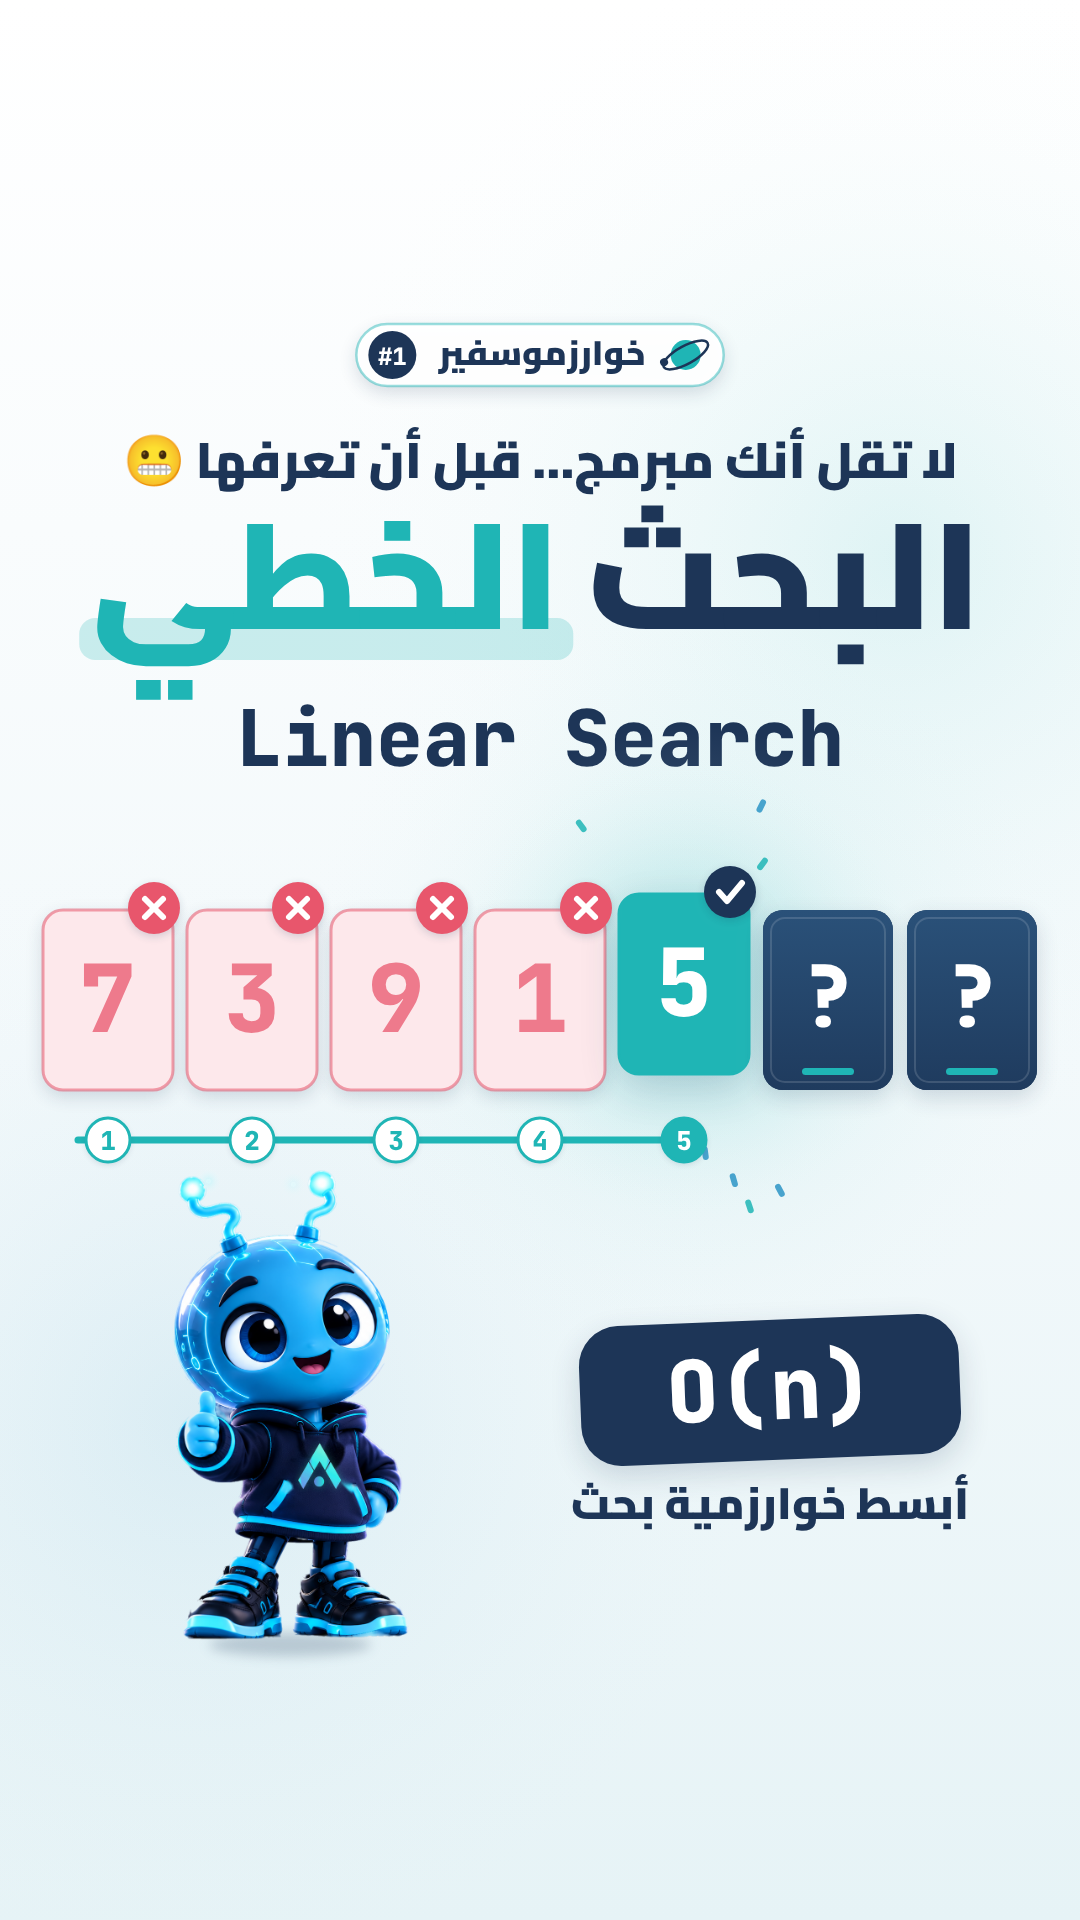 خوارزموسفير #1
لا تقل أنك مبرمج... قبل أن تعرفها 😬
البحث الخطي
Linear Search
7 3 9 1 5 ? ?
1 2 3 4 5
O(n)
أبسط خوارزمية بحث